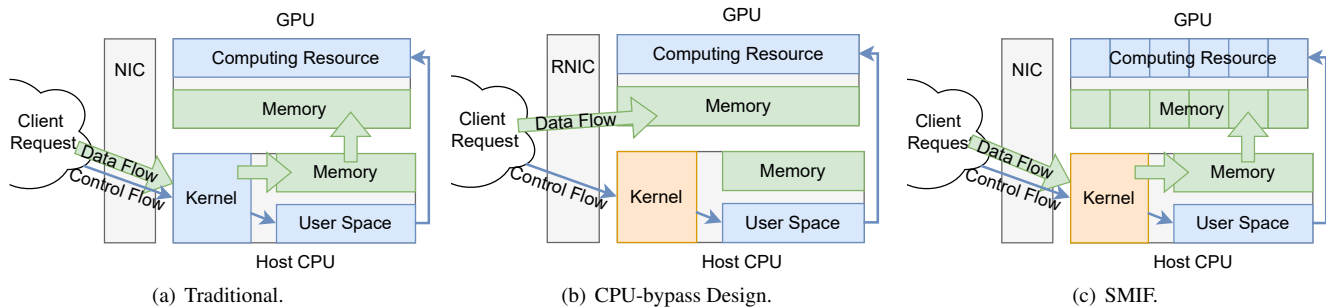 GPU
NIC
Computing Resource
Memory
Client
Request
Data Flow
Control Flow
Kernel
Memory
User Space
Host CPU
(a) Traditional.
GPU
RNIC
Computing Resource
Memory
Client
Request
Data Flow
Control Flow
Kernel
Memory
User Space
Host CPU
(b) CPU-bypass Design.
GPU
NIC
Computing Resource
Memory
Client
Request
Data Flow
Control Flow
Kernel
Memory
User Space
Host CPU
(c) SMIF.